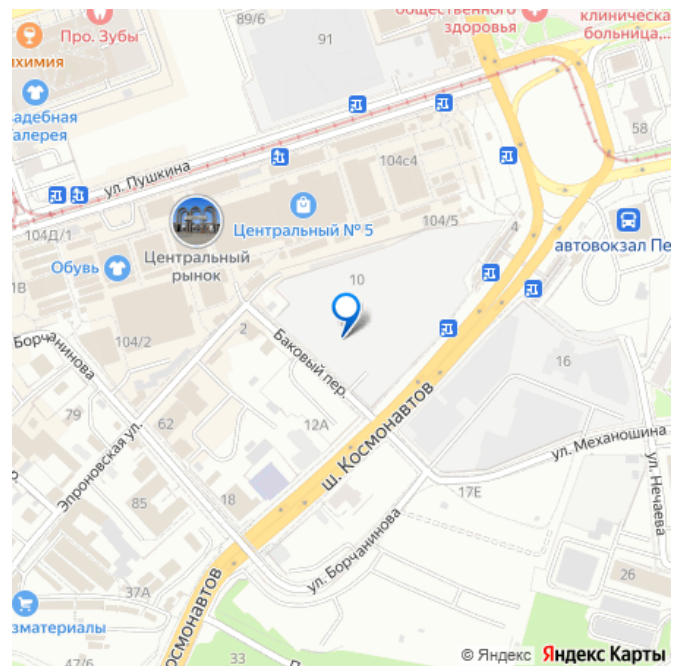 общественного
здоровья
клиническа
больница,...
89/6
91
Про. Зубы
лхимия
адебная
алерея
58
ул. Пушкина
104с4
104/5
4
104Д/1
Центральный № 5
автовокзал Пе
Обувь
Центральный
рынок
1В
10
2
Борчанинова
104/2
Баковый пер.
16
79
62
12А
ш. Космонавтов
Эпроновская ул.
ул. Механошина
ул. Нечаева
85
18
17Е
ул. Борчанинова
26
37А
осмонавтов
зматериалы
47/6
33
© Яндекс Яндекс Карты